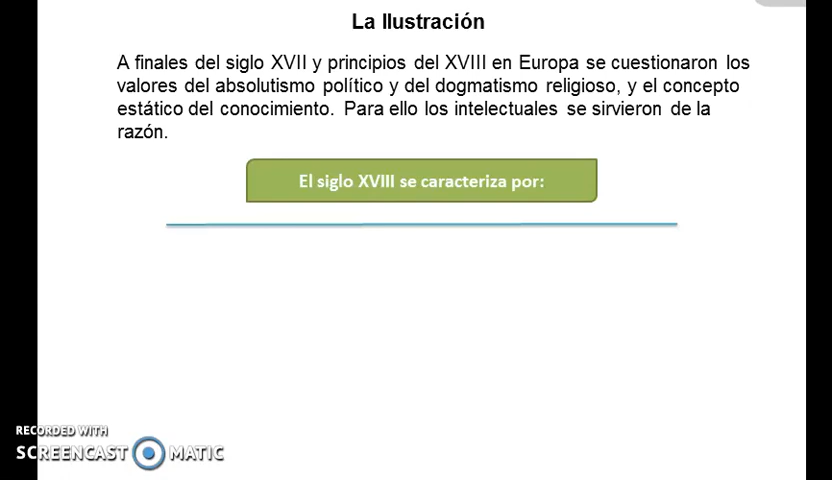 La Ilustración
A finales del siglo XVII y principios del XVIII en Europa se cuestionaron los
valores del absolutismo político y del dogmatismo religioso, y el concepto
estático del conocimiento. Para ello los intelectuales se sirvieron de la
razón.
El siglo XVIII se caracteriza por:
RECORDED WITH
SCREENCAST MATIC